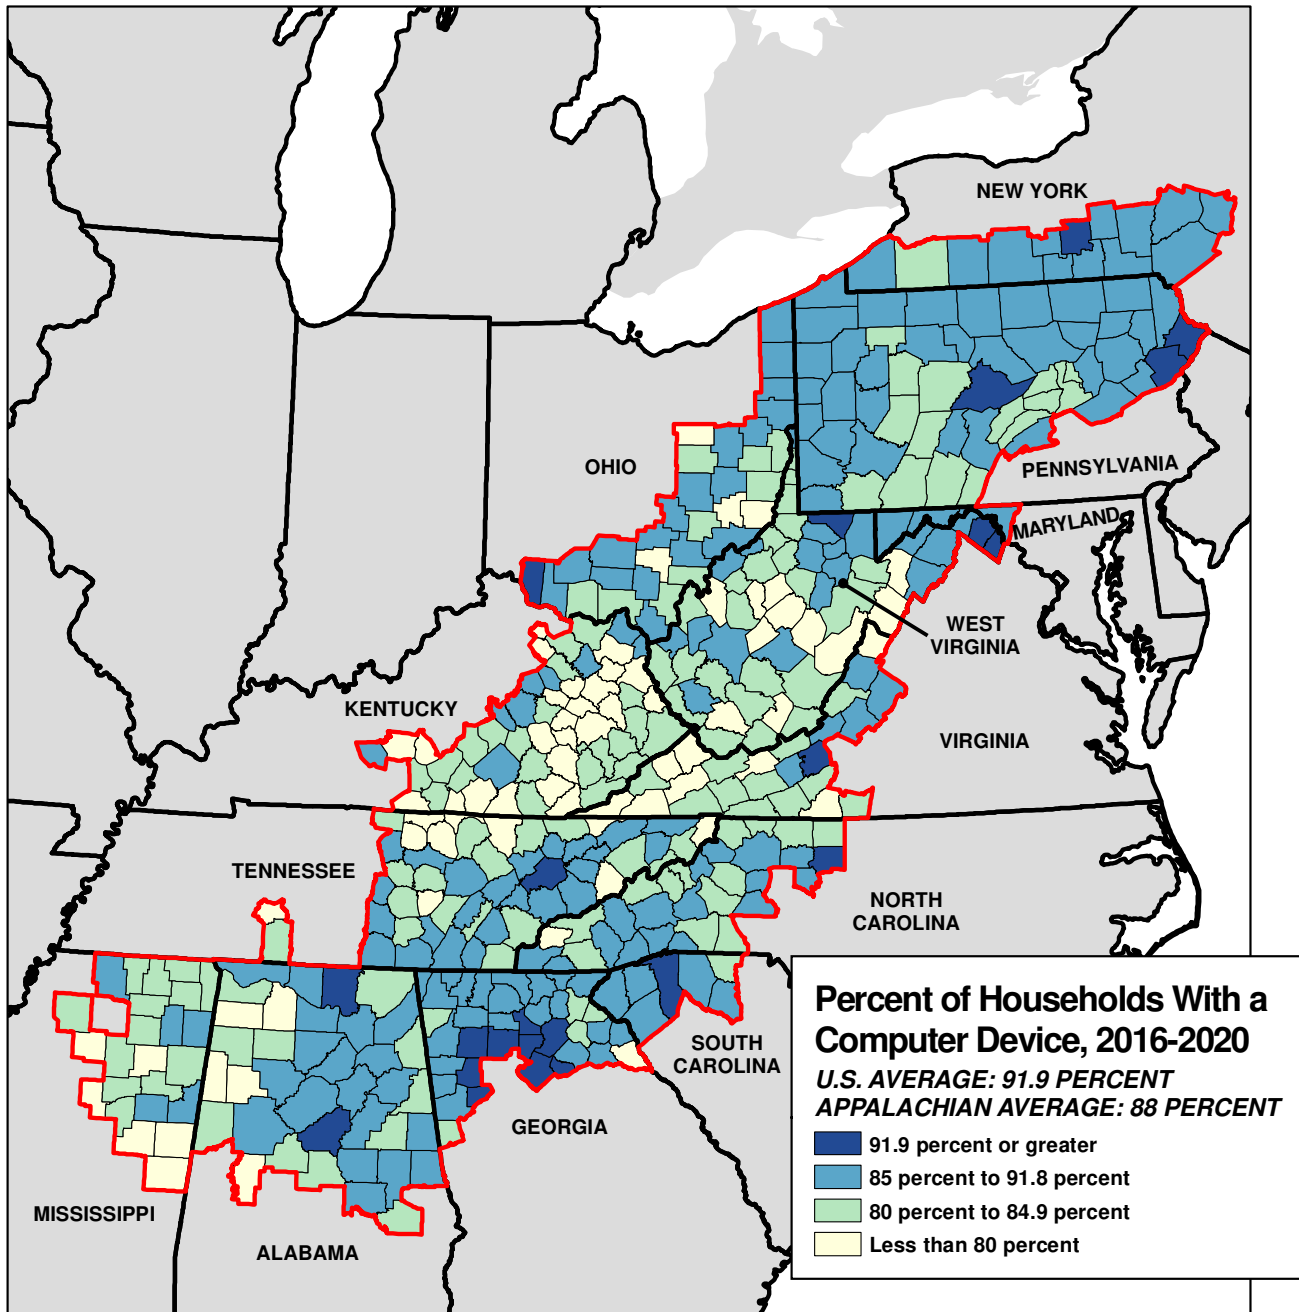 NEW YORK
OHIO
PENNSYLVANIA
MARYLAND
WEST
VIRGINIA
KENTUCKY
VIRGINIA
TENNESSEE
NORTH
CAROLINA
SOUTH
CAROLINA
GEORGIA
MISSISSIPPI
ALABAMA
Percent of Households With a
Computer Device, 2016-2020
U.S. AVERAGE: 91.9 PERCENT
APPALACHIAN AVERAGE: 88 PERCENT
91.9 percent or greater
85 percent to 91.8 percent
80 percent to 84.9 percent
Less than 80 percent